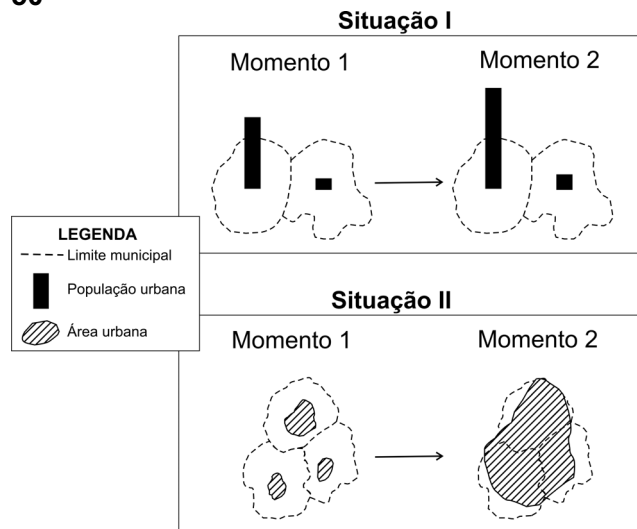 Situação I
Momento 1
Momento 2
LEGENDA
Limite municipal
População urbana
Área urbana
Situação II
Momento 1
Momento 2